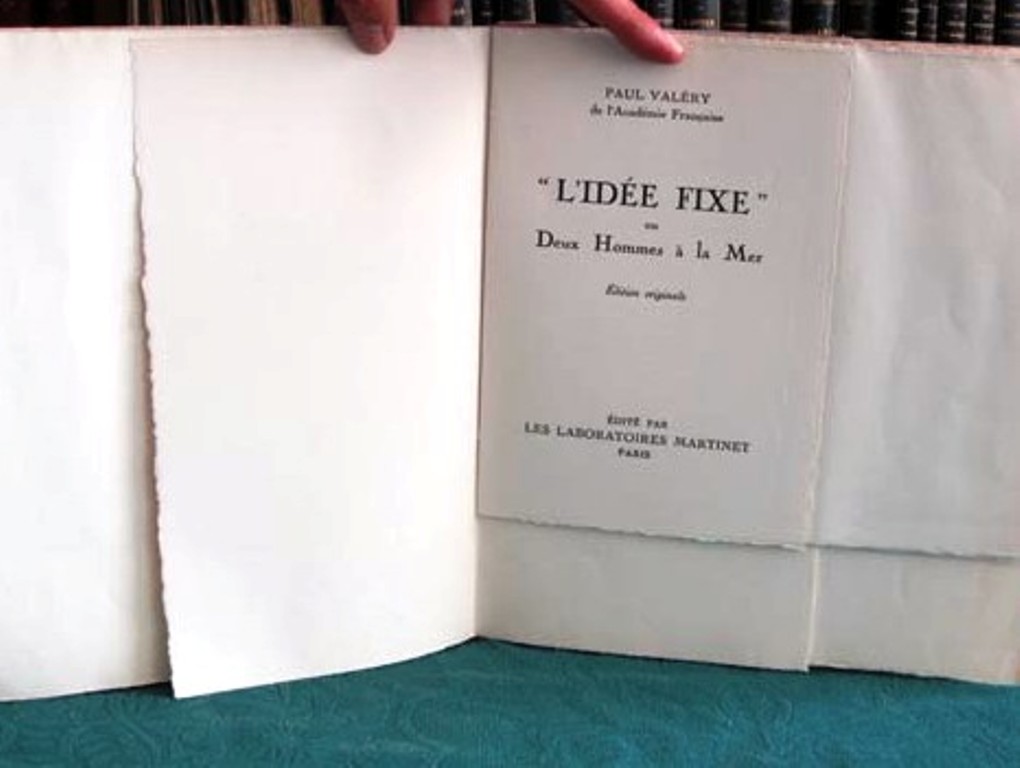 PAUL VALÉRY
de l'Académie Française
"L'IDÉE FIXE"
ou
Deux Hommes à la Mer
Édition originale
ÉDITÉ PAR
LES LABORATOIRES MARTINET
PARIS